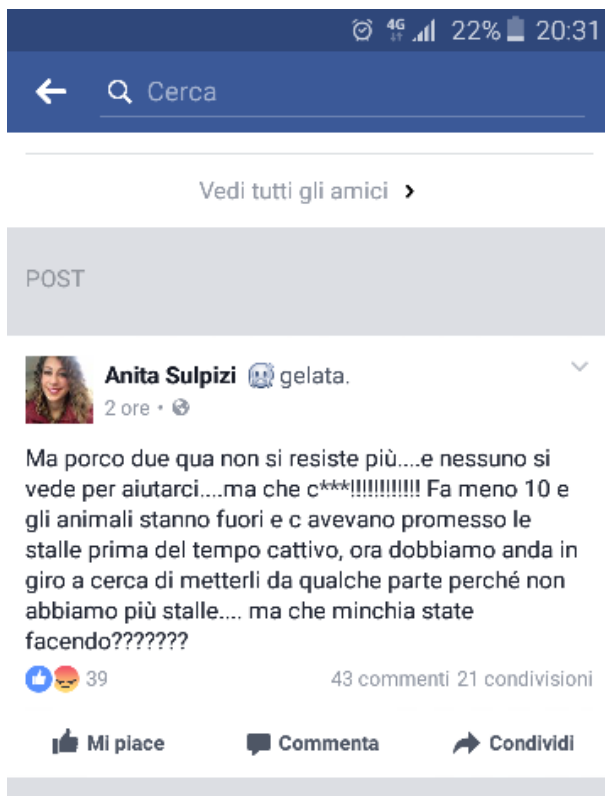 4G 22% 20:31
Cerca
Vedi tutti gli amici
POST
Anita Sulpizi gelata.
2 ore
Ma porco due qua non si resiste più....e nessuno si
vede per aiutarci....ma che c***!!!!!!!!!!!! Fa meno 10 e
gli animali stanno fuori e c avevano promesso le
stalle prima del tempo cattivo, ora dobbiamo anda in
giro a cerca di metterli da qualche parte perché non
abbiamo più stalle.... ma che minchia state
facendo???????
39 43 commenti 21 condivisioni
Mi piace Commenta Condividi